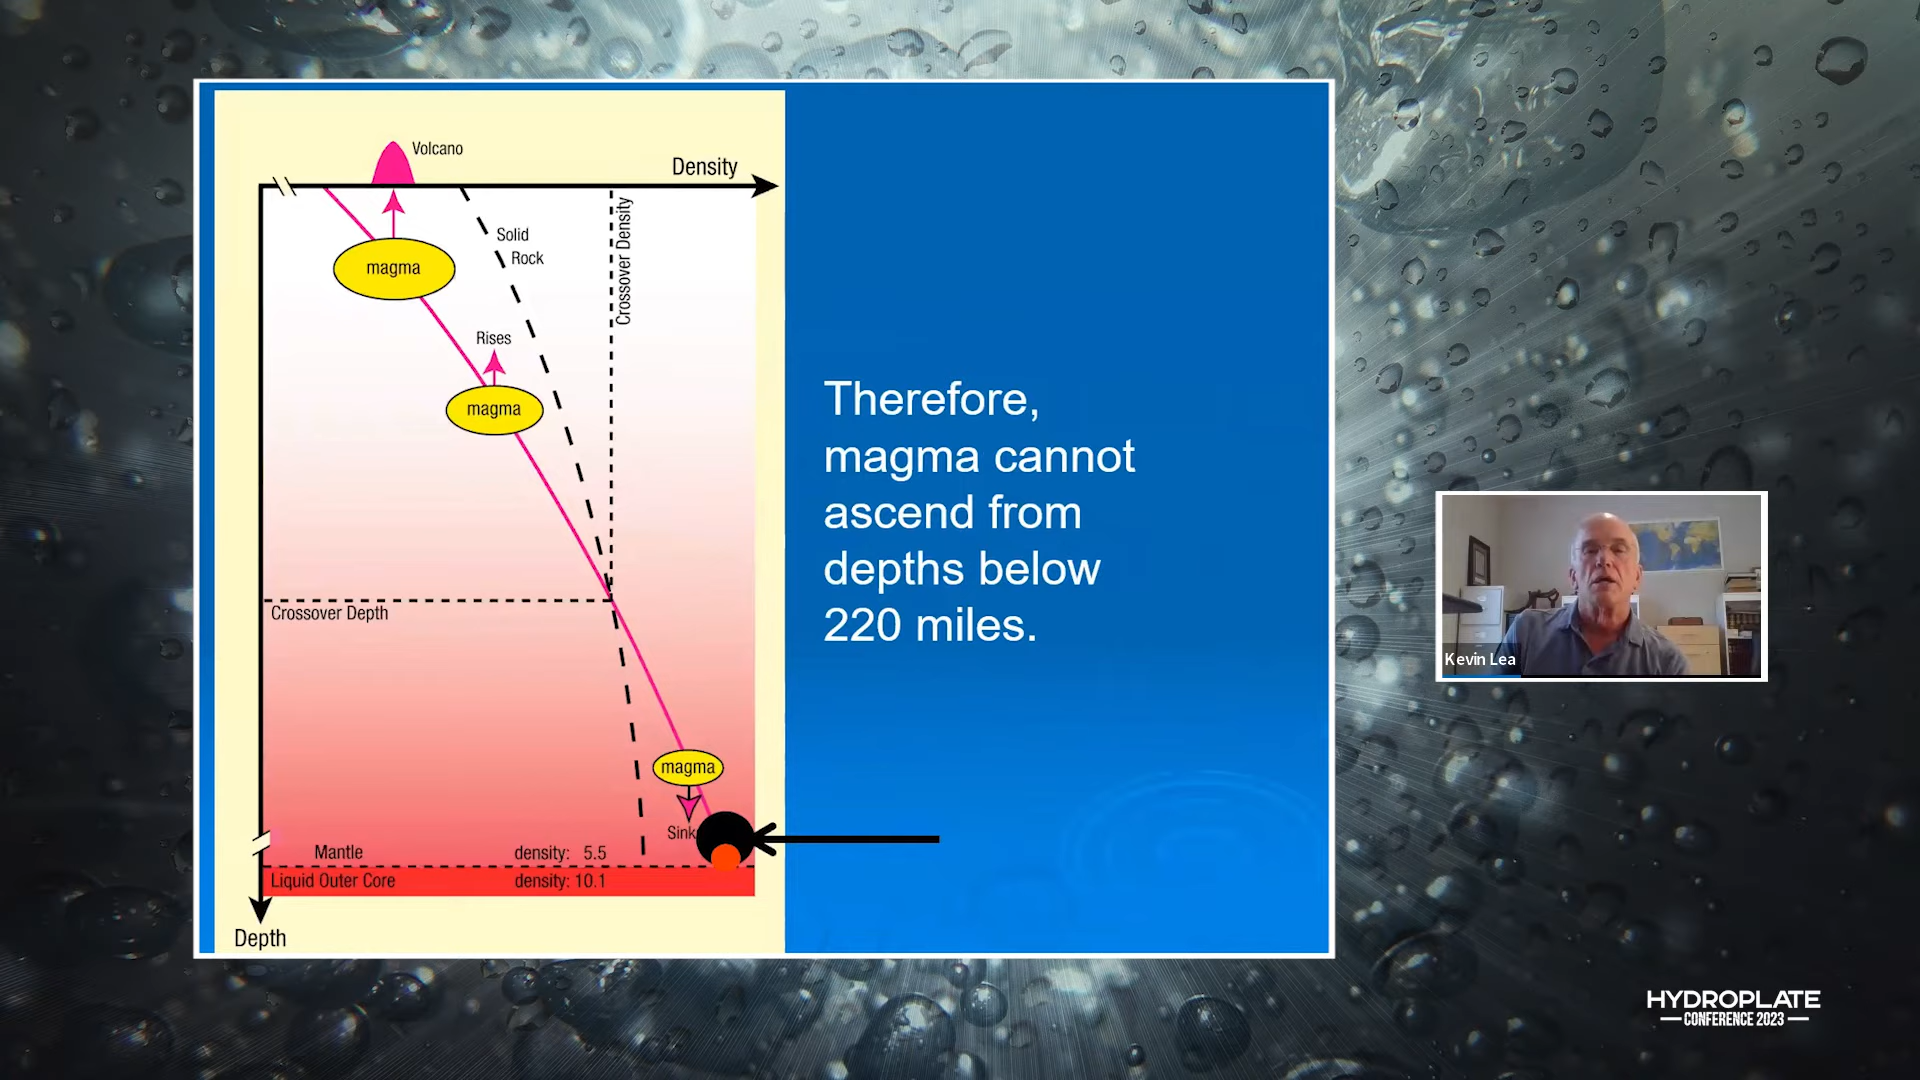 Volcano
Density
Solid
Rock
Crossover Density
magma
Rises
magma
Crossover Depth
magma
Sink
Mantle density: 5.5
Liquid Outer Core density: 10.1
Depth
Therefore,
magma cannot
ascend from
depths below
220 miles.
Kevin Lea
HYDROPLATE
CONFERENCE 2023